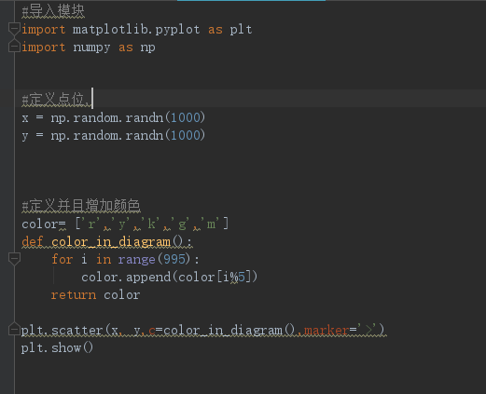 #导入模块
import matplotlib.pyplot as plt
import numpy as np
#定义点位,
x = np.random.randn(1000)
y = np.random.randn(1000)
#定义并且增加颜色
color= ['r','y','k','g','m']
def color_in_diagram():
    for i in range(995):
        color.append(color[i%5])
    return color
plt.scatter(x, y,c=color_in_diagram(),marker='>')
plt.show()